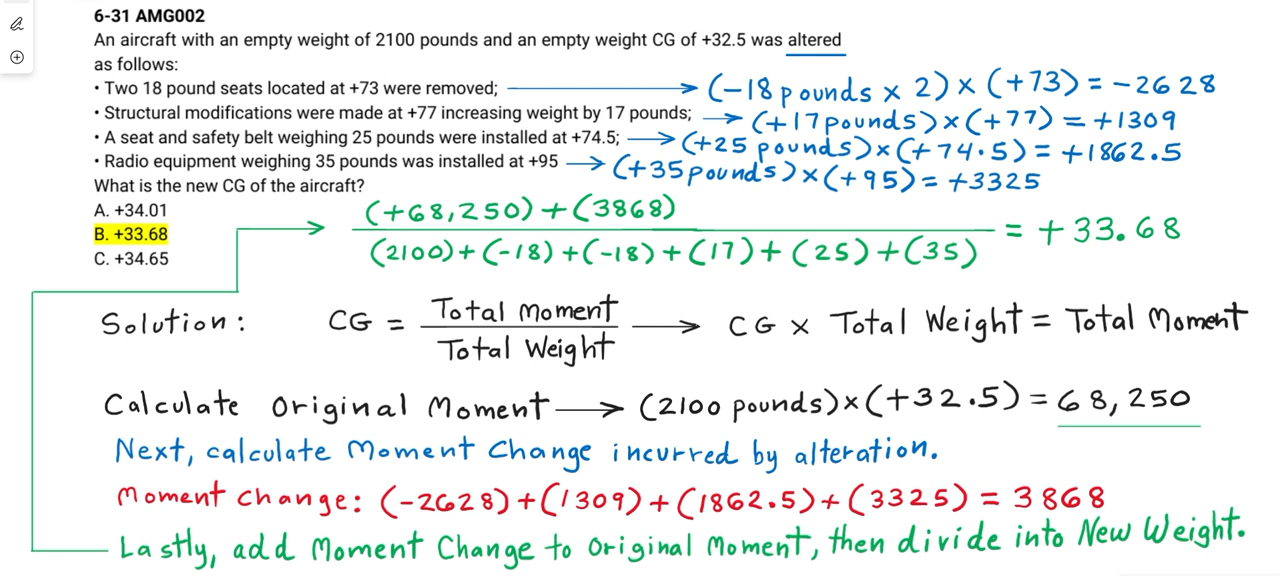 6-31 AMG002
An aircraft with an empty weight of 2100 pounds and an empty weight CG of +32.5 was altered
as follows:
• Two 18 pound seats located at +73 were removed; → (-18 pounds x 2) x (+73) = -2628
• Structural modifications were made at +77 increasing weight by 17 pounds; → (+17 pounds) x (+77) = +1309
• A seat and safety belt weighing 25 pounds were installed at +74.5; → (+25 pounds) x (+74.5) = +1862.5
• Radio equipment weighing 35 pounds was installed at +95 → (+35 pounds) x (+95) = +3325
What is the new CG of the aircraft?
A. +34.01
B. +33.68
C. +34.65
(+68,250) + (3868)
(2100) + (-18) + (-18) + (17) + (25) + (35)
= +33.68
Solution: CG = Total Moment / Total Weight → CG x Total Weight = Total Moment
Calculate Original Moment → (2100 pounds) x (+32.5) = 68,250
Next, calculate Moment Change incurred by alteration.
Moment Change: (-2628) + (1309) + (1862.5) + (3325) = 3868
Lastly, add Moment Change to Original Moment, then divide into New Weight.